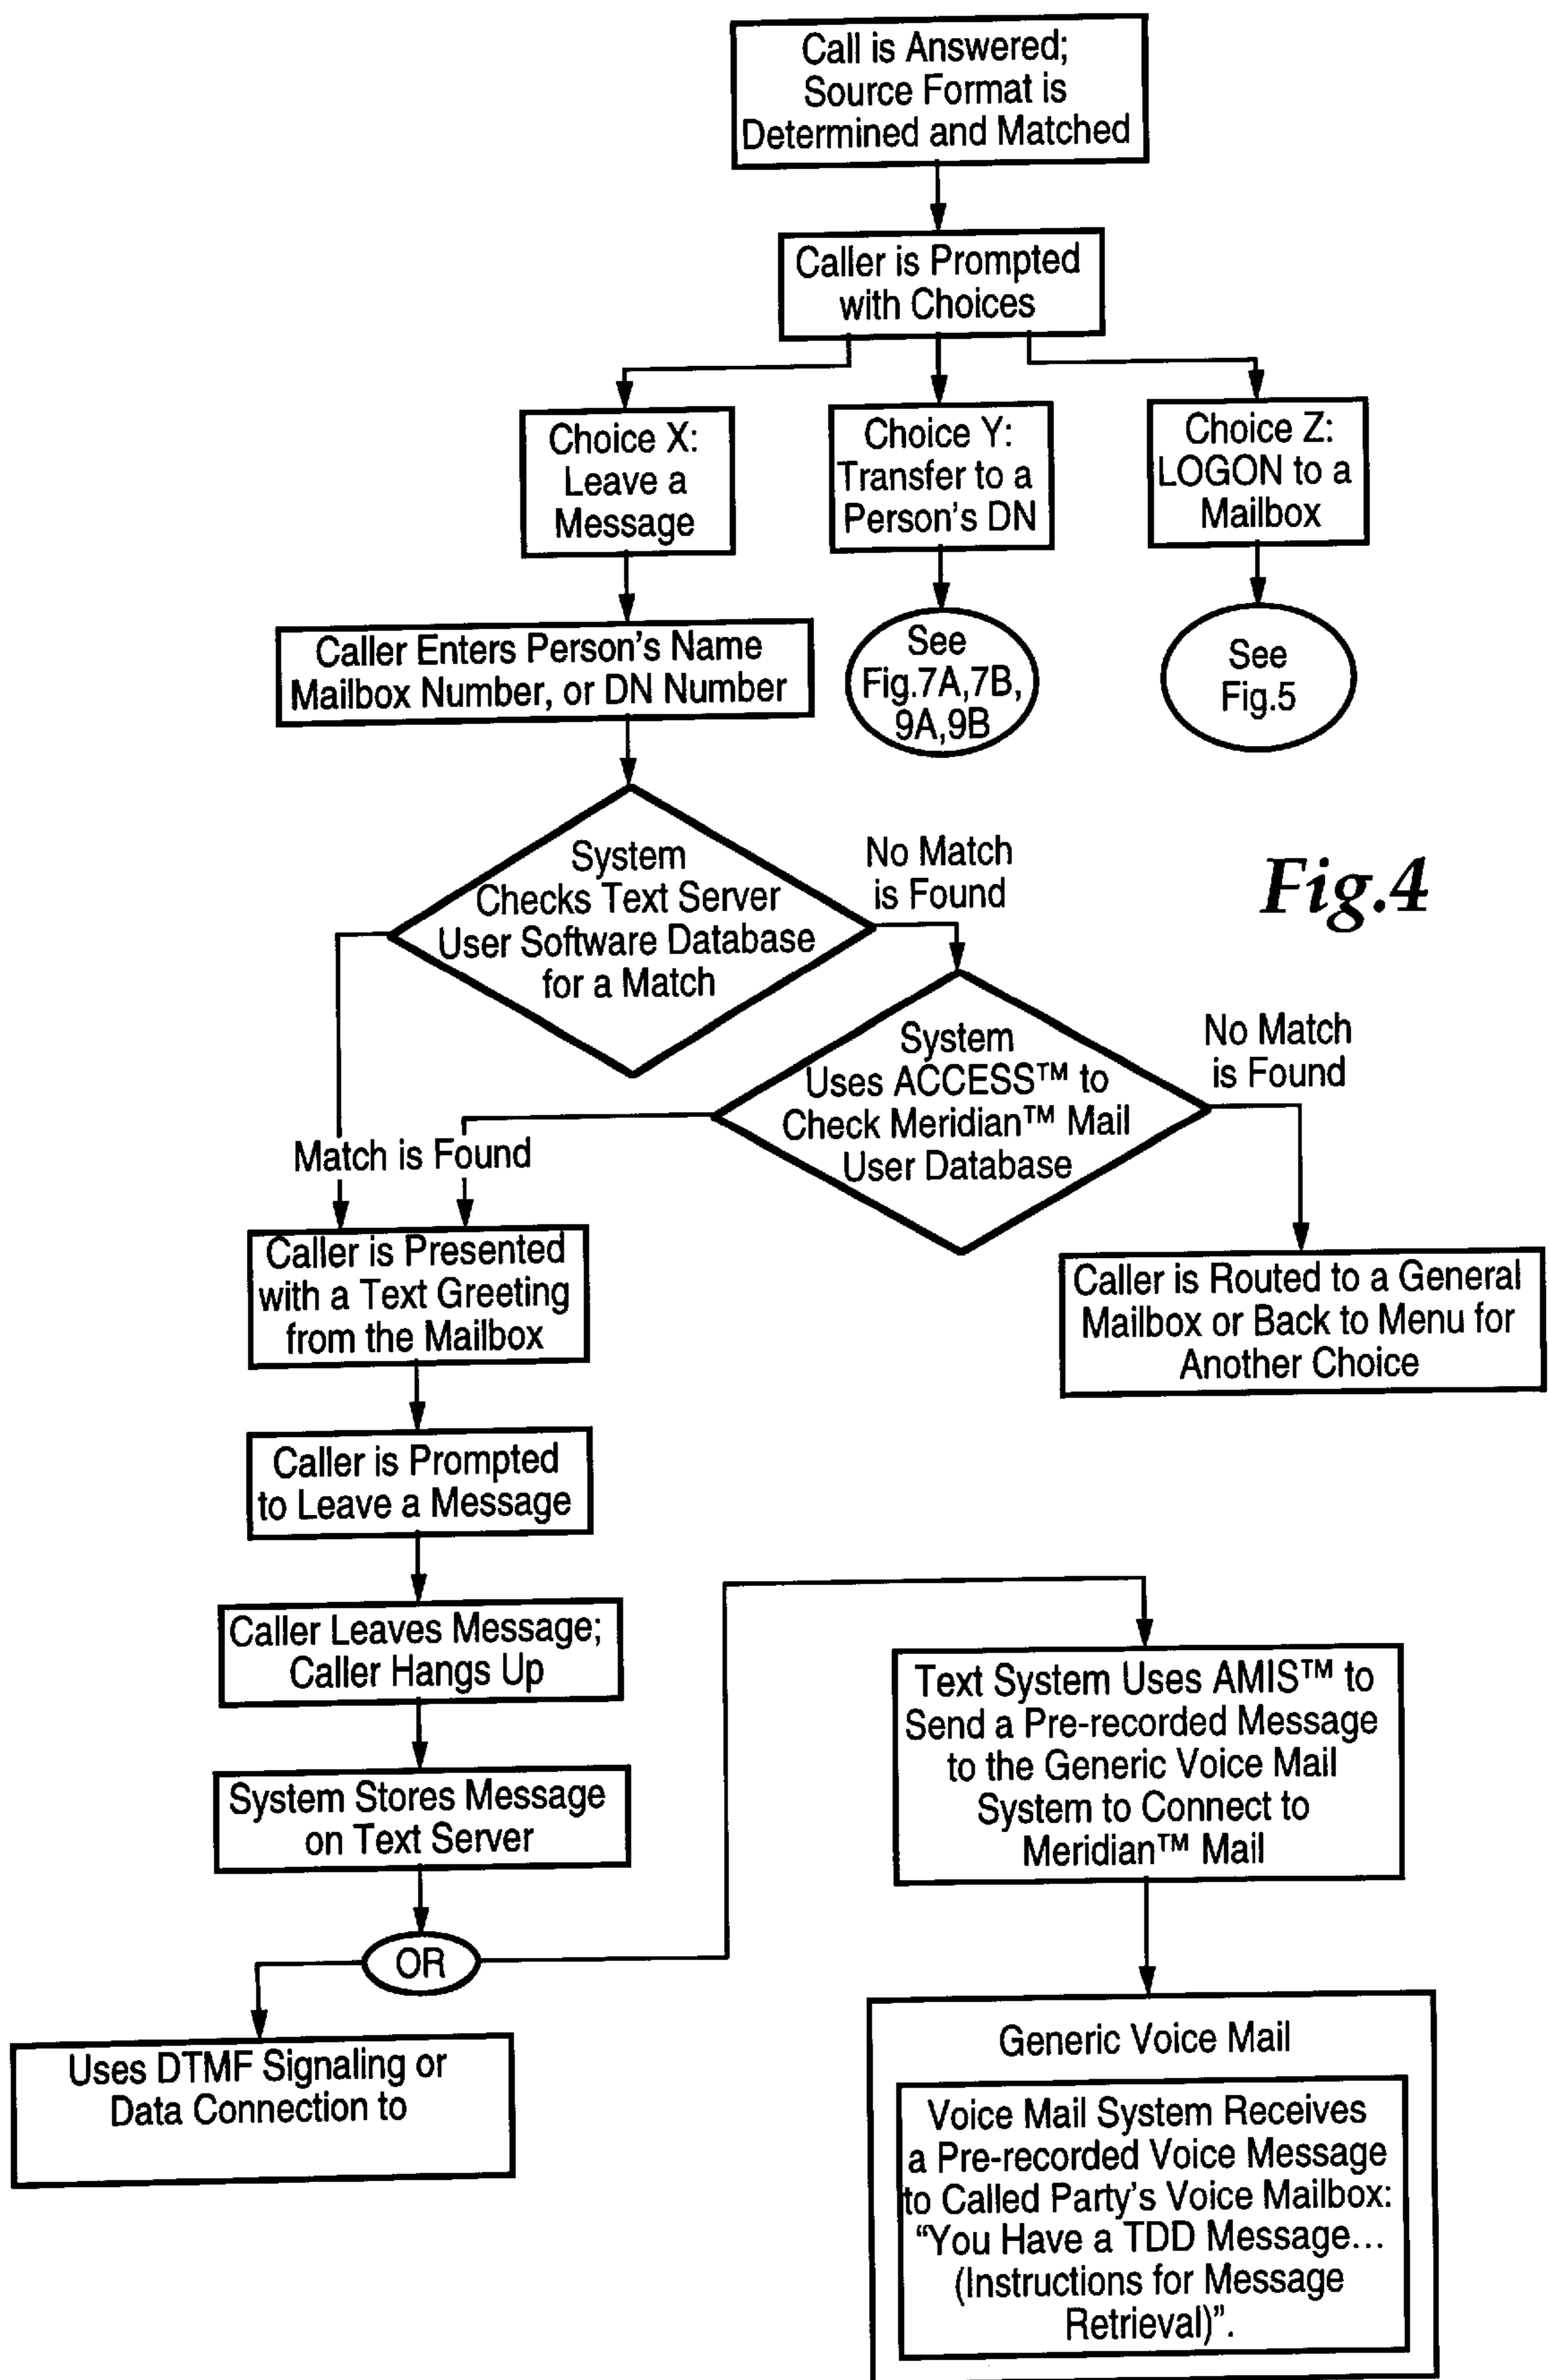 Call is Answered;
Source Format is
Determined and Matched
Caller is Prompted
with Choices
Choice X:
Leave a
Message
Choice Y:
Transfer to a
Person's DN
Choice Z:
LOGON to a
Mailbox
Caller Enters Person's Name
Mailbox Number, or DN Number
See
Fig.7A,7B,
9A,9B
See
Fig.5
System
Checks Text Server
User Software Database
for a Match
No Match
is Found
Fig.4
System
Uses ACCESS™ to
Check Meridian™ Mail
User Database
No Match
is Found
Match is Found
Caller is Presented
with a Text Greeting
from the Mailbox
Caller is Routed to a General
Mailbox or Back to Menu for
Another Choice
Caller is Prompted
to Leave a Message
Caller Leaves Message;
Caller Hangs Up
System Stores Message
on Text Server
OR
Uses DTMF Signaling or
Data Connection to
Text System Uses AMIS™ to
Send a Pre-recorded Message
to the Generic Voice Mail
System to Connect to
Meridian™ Mail
Generic Voice Mail
Voice Mail System Receives
a Pre-recorded Voice Message
to Called Party's Voice Mailbox:
“You Have a TDD Message...
(Instructions for Message
Retrieval)”.